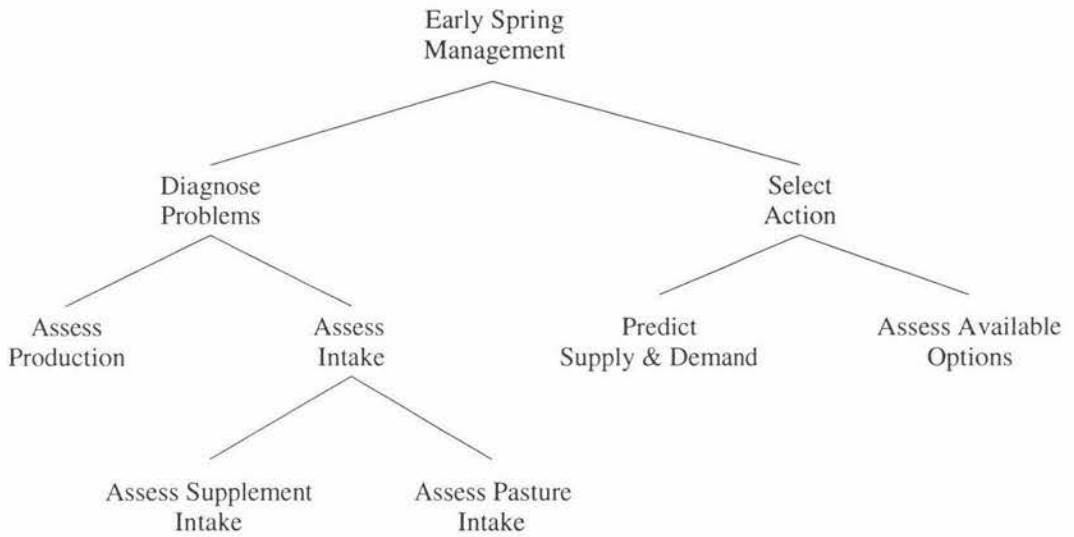 Early Spring
Management
Diagnose
Problems
Select
Action
Assess
Production
Assess
Intake
Predict
Supply & Demand
Assess Available
Options
Assess Supplement
Intake
Assess Pasture
Intake